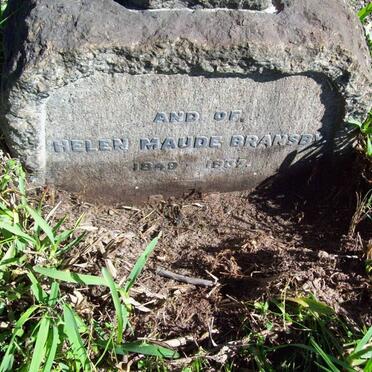 AND OF
HELEN MAUDE BRANSBY